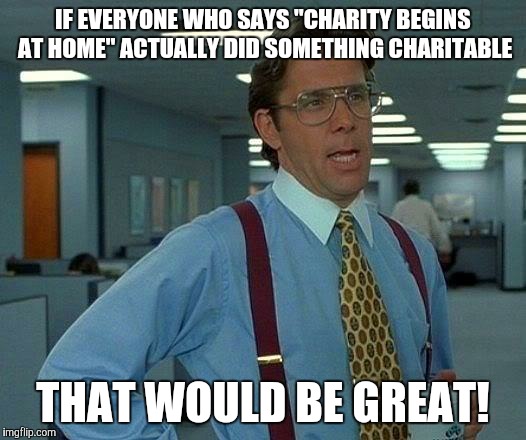 IF EVERYONE WHO SAYS "CHARITY BEGINS
AT HOME" ACTUALLY DID SOMETHING CHARITABLE
THAT WOULD BE GREAT!
imgflip.com